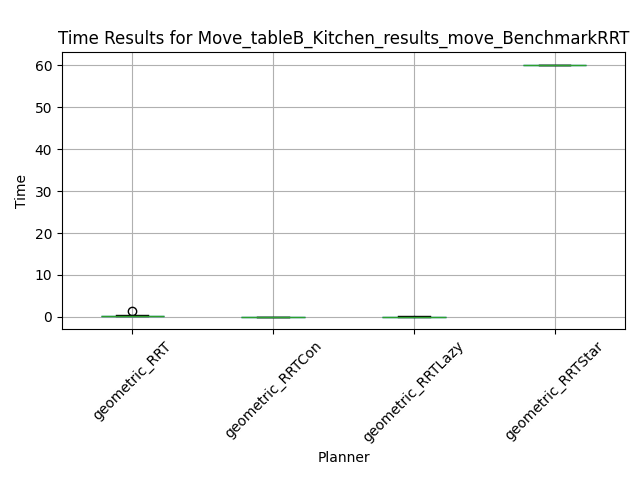 Time Results for Move_tableB_Kitchen_results_move_BenchmarkRRT
60
50
40
30
20
10
0
Time
geometric_RRT
geometric_RRTCon
geometric_RRTLazy
geometric_RRTStar
Planner